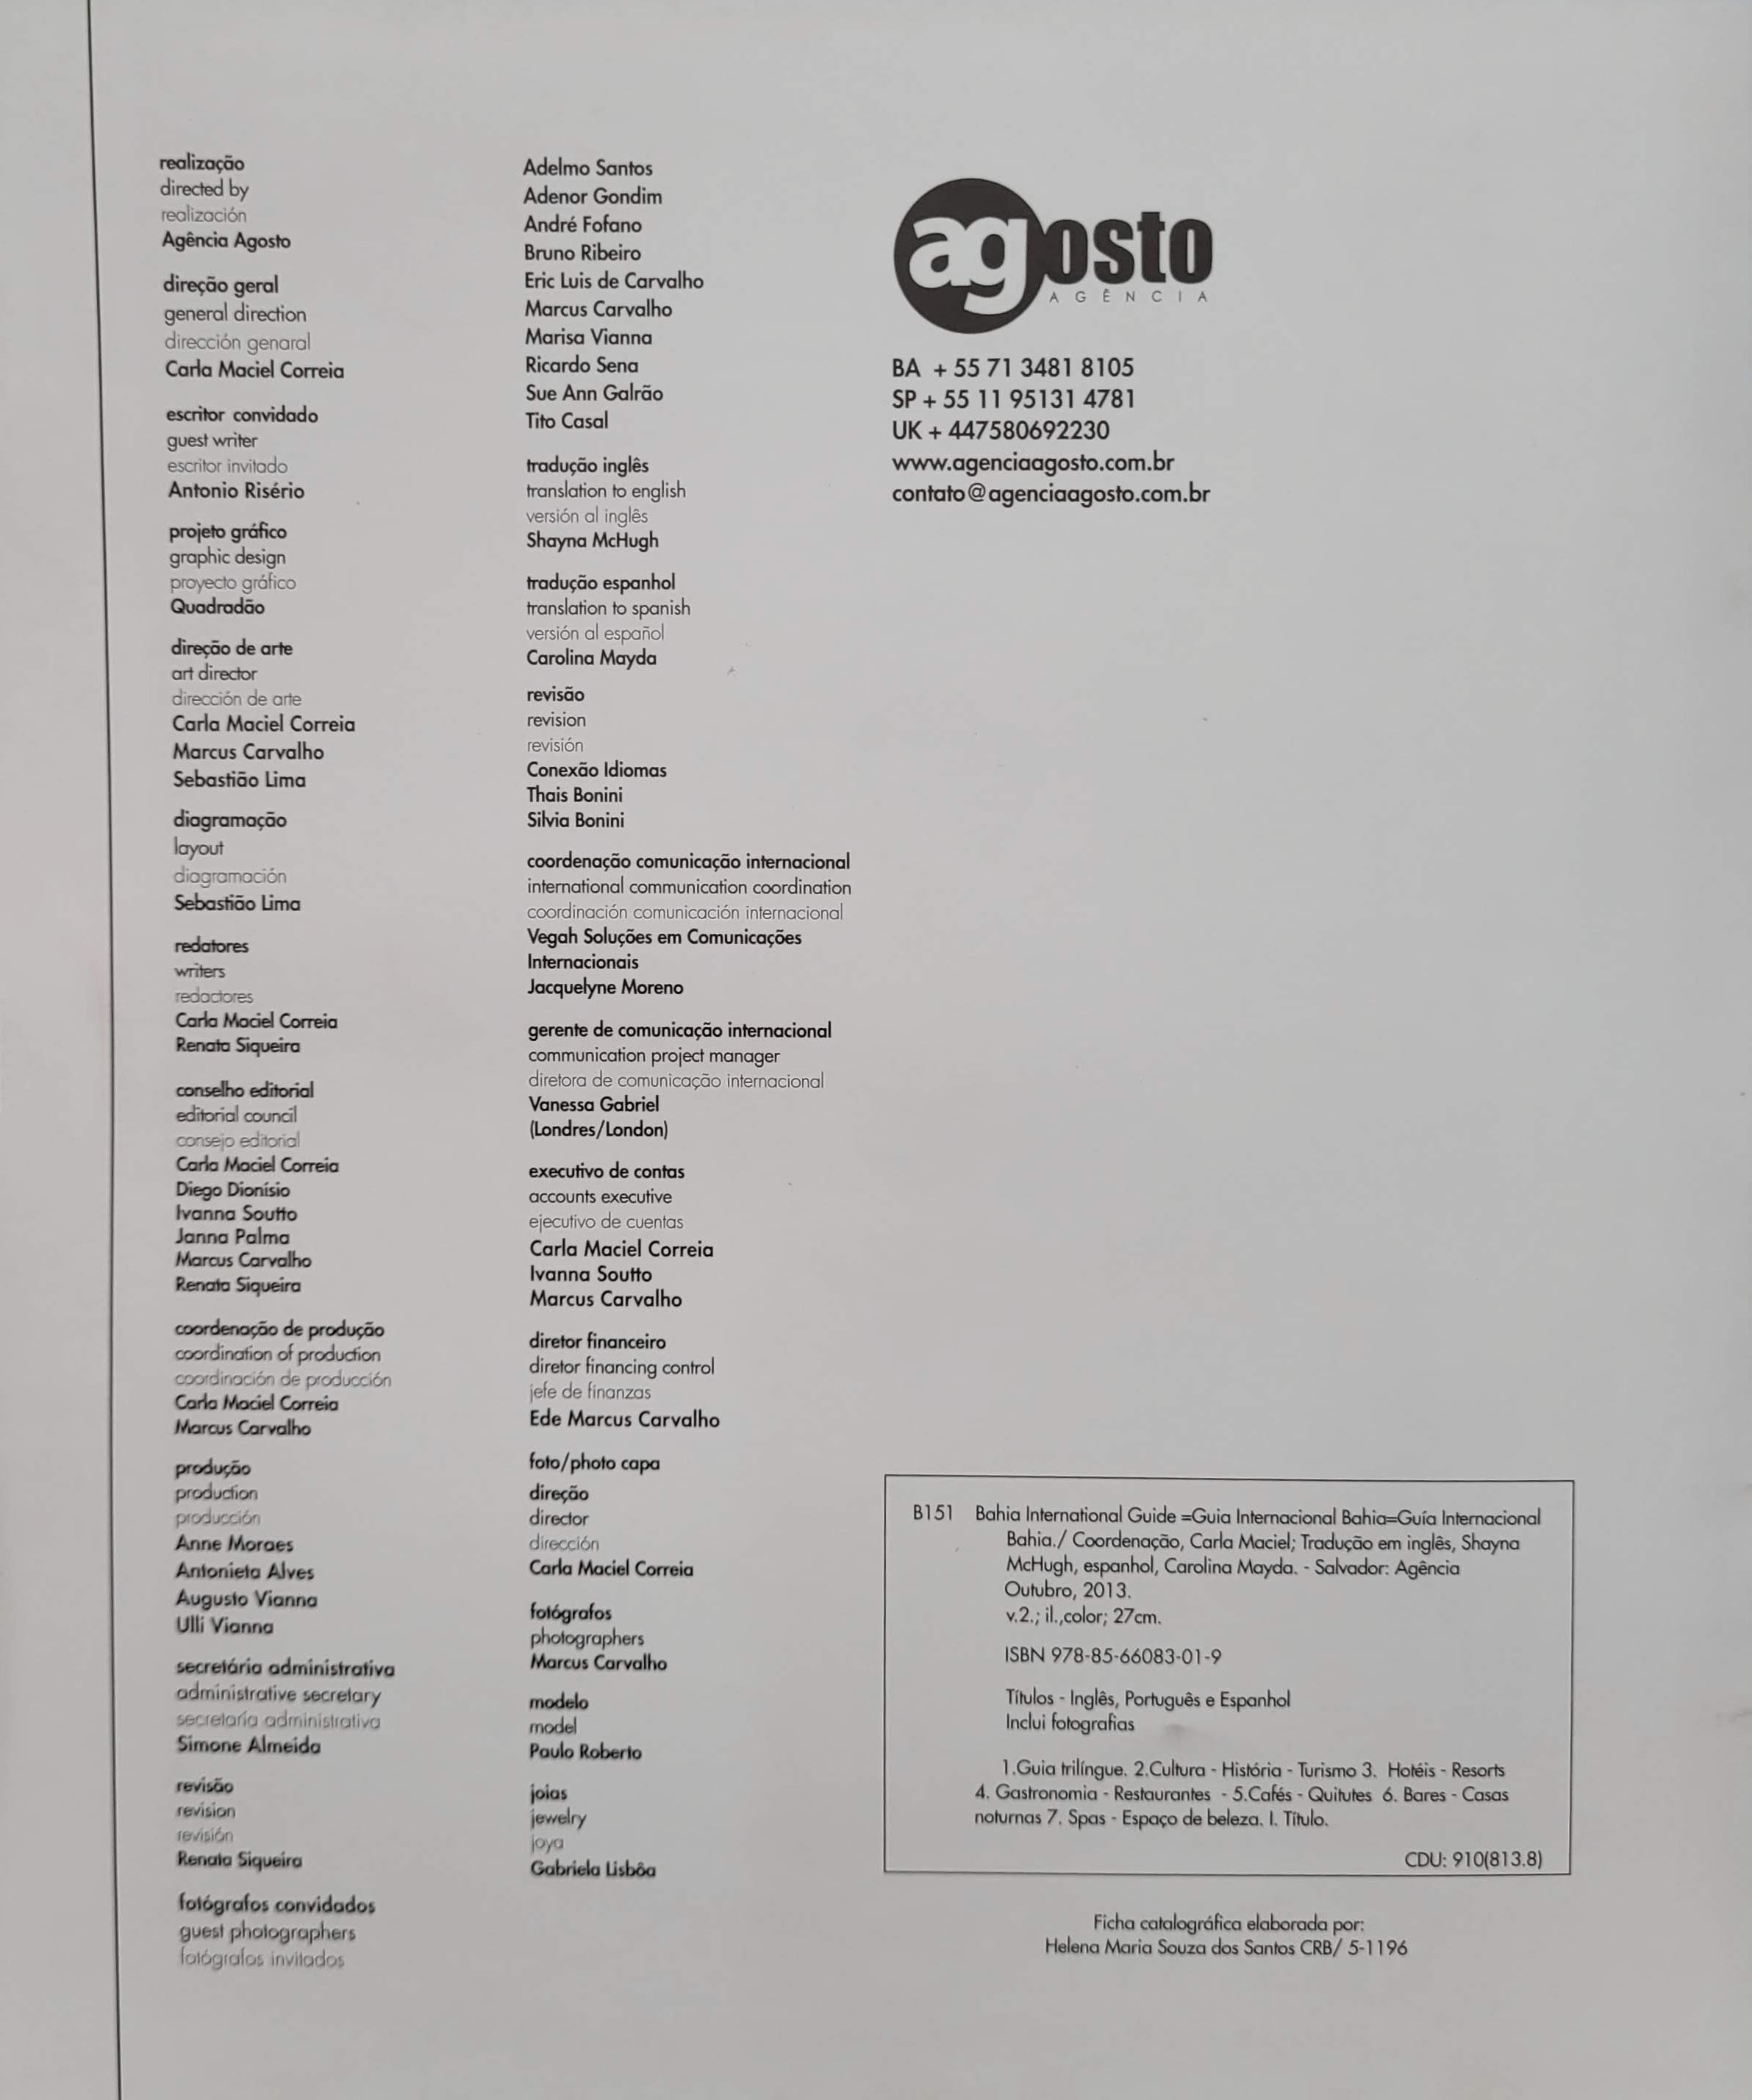 realização
directed by
realización
Agência Agosto
direção geral
general direction
dirección genaral
Carla Maciel Correia
escritor convidado
guest writer
escritor invitado
Antonio Risério
projeto gráfico
graphic design
proyecto gráfico
Quadradão
direção de arte
art director
dirección de arte
Carla Maciel Correia
Marcus Carvalho
Sebastião Lima
diagramação
layout
diagramación
Sebastião Lima
redatores
writers
redactores
Carla Maciel Correia
Renata Siqueira
conselho editorial
editorial council
consejo editorial
Carla Maciel Correia
Diego Dionísio
Ivanna Soutto
Janna Palma
Marcus Carvalho
Renata Siqueira
coordenação de produção
coordination of production
coordinación de producción
Carla Maciel Correia
Marcus Carvalho
produção
production
producción
Anne Moraes
Antonieta Alves
Augusto Vianna
Ulli Vianna
secretária administrativa
administrative secretary
secretaría administrativa
Simone Almeida
revisão
revision
revisión
Renata Siqueira
fotógrafos convidados
guest photographers
fotógrafos invitados
Adelmo Santos
Adenor Gondim
André Fofano
Bruno Ribeiro
Eric Luis de Carvalho
Marcus Carvalho
Marisa Vianna
Ricardo Sena
Sue Ann Galrão
Tito Casal
tradução inglês
translation to english
versión al inglês
Shayna McHugh
tradução espanhol
translation to spanish
versión al español
Carolina Mayda
revisão
revision
revisión
Conexão Idiomas
Thais Bonini
Silvia Bonini
coordenação comunicação internacional
international communication coordination
coordinación comunicación internacional
Vegah Soluções em Comunicações
Internacionais
Jacquelyne Moreno
gerente de comunicação internacional
communication project manager
diretora de comunicação internacional
Vanessa Gabriel
(Londres/London)
executivo de contas
accounts executive
ejecutivo de cuentas
Carla Maciel Correia
Ivanna Soutto
Marcus Carvalho
diretor financeiro
diretor financing control
jefe de finanzas
Ede Marcus Carvalho
foto/photo capa
direção
director
dirección
Carla Maciel Correia
fotógrafos
photographers
Marcus Carvalho
modelo
model
Paulo Roberto
joias
jewelry
joya
Gabriela Lisbôa
agosto
AGÊNCIA
BA + 55 71 3481 8105
SP + 55 11 95131 4781
UK + 447580692230
www.agenciaagosto.com.br
contato@agenciaagosto.com.br
B151 Bahia International Guide =Guia Internacional Bahia=Guía Internacional
Bahia./ Coordenação, Carla Maciel; Tradução em inglês, Shayna
McHugh, espanhol, Carolina Mayda. - Salvador: Agência
Outubro, 2013.
v.2.; il.,color; 27cm.
ISBN 978-85-66083-01-9
Títulos - Inglês, Português e Espanhol
Inclui fotografias
1.Guia trilíngue. 2.Cultura - História - Turismo 3. Hotéis - Resorts
4. Gastronomia - Restaurantes - 5.Cafés - Quitutes 6. Bares - Casas
noturnas 7. Spas - Espaço de beleza. I. Título.
CDU: 910(813.8)
Ficha catalográfica elaborada por:
Helena Maria Souza dos Santos CRB/ 5-1196